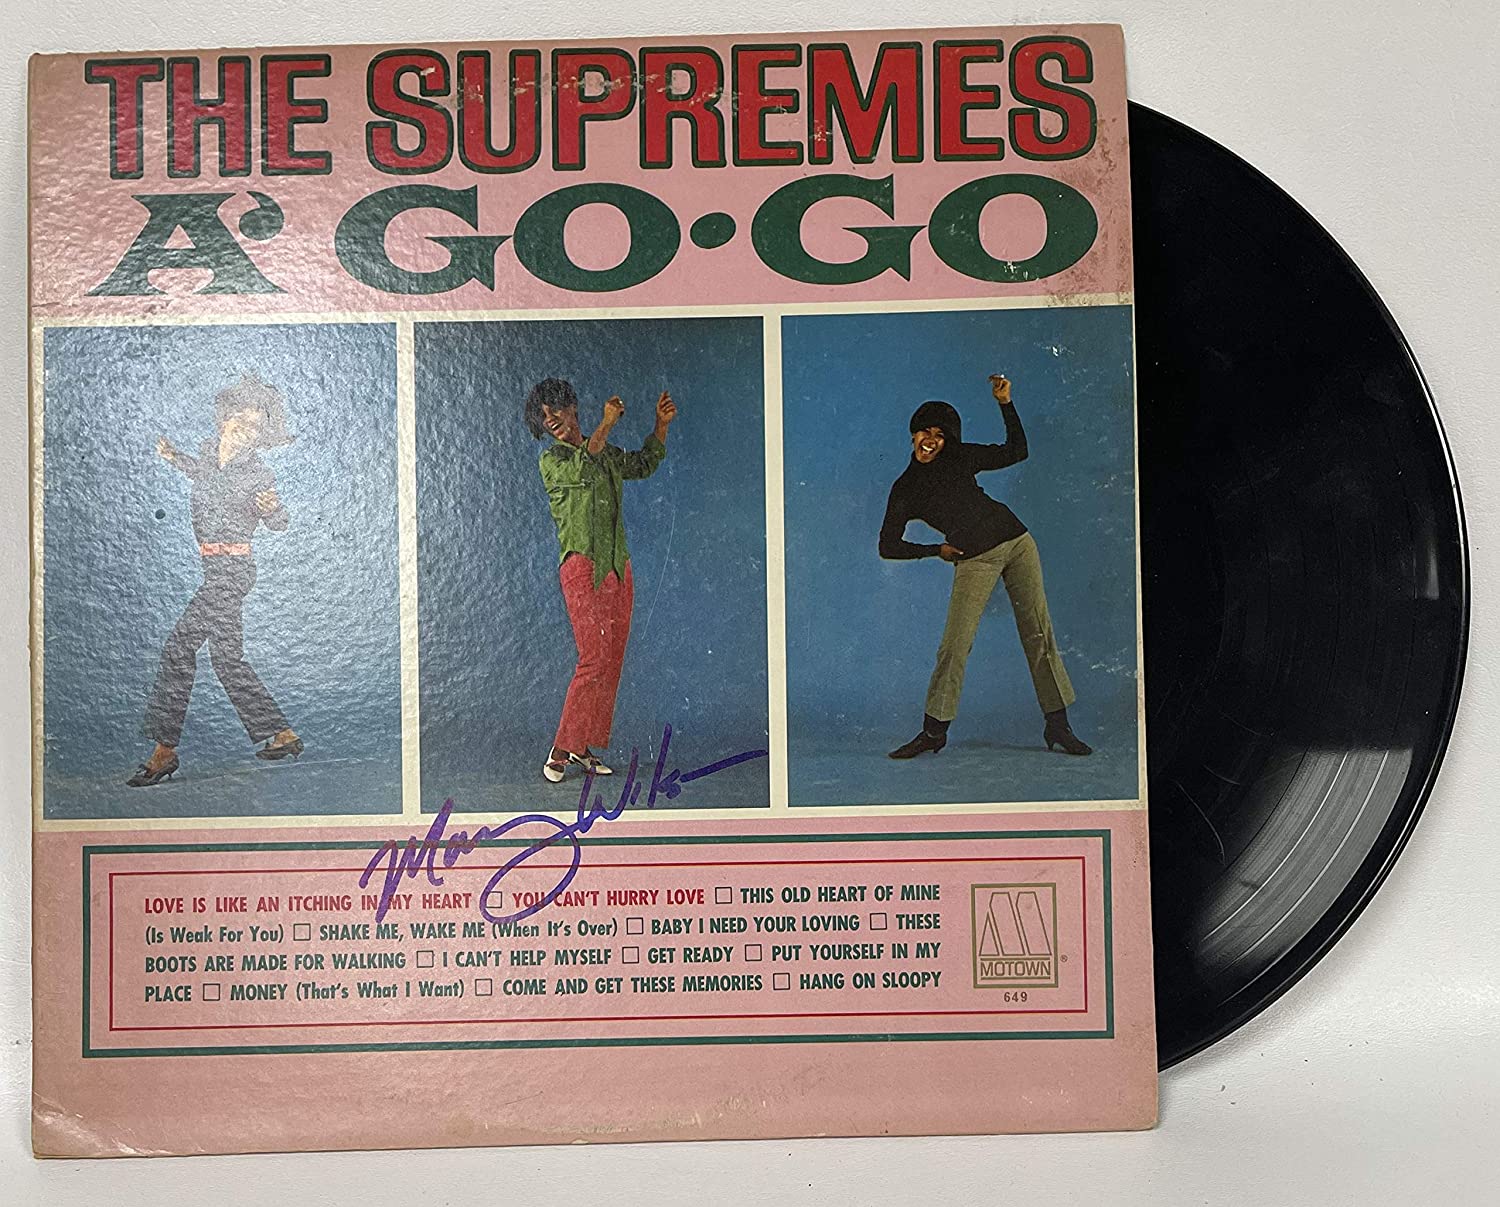 THE SUPREMES
A' GO·GO
Mary Wilson
LOVE IS LIKE AN ITCHING IN MY HEART □ YOU CAN'T HURRY LOVE □ THIS OLD HEART OF MINE
(Is Weak For You) □ SHAKE ME, WAKE ME (When It's Over) □ BABY I NEED YOUR LOVING □ THESE
BOOTS ARE MADE FOR WALKING □ I CAN'T HELP MYSELF □ GET READY □ PUT YOURSELF IN MY
PLACE □ MONEY (That's What I Want) □ COME AND GET THESE MEMORIES □ HANG ON SLOOPY
MOTOWN®
649